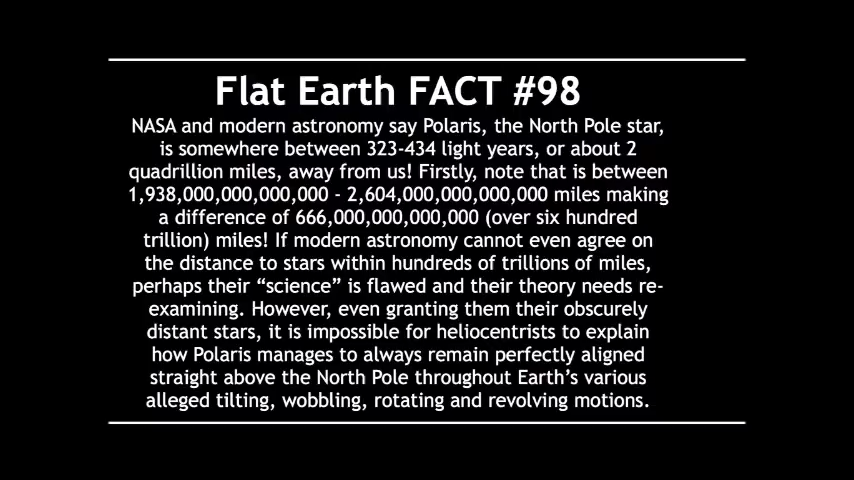 Flat Earth FACT #98
NASA and modern astronomy say Polaris, the North Pole star,
is somewhere between 323-434 light years, or about 2
quadrillion miles, away from us! Firstly, note that is between
1,938,000,000,000,000 - 2,604,000,000,000,000 miles making
a difference of 666,000,000,000,000 (over six hundred
trillion) miles! If modern astronomy cannot even agree on
the distance to stars within hundreds of trillions of miles,
perhaps their “science” is flawed and their theory needs re-
examining. However, even granting them their obscurely
distant stars, it is impossible for heliocentrists to explain
how Polaris manages to always remain perfectly aligned
straight above the North Pole throughout Earth’s various
alleged tilting, wobbling, rotating and revolving motions.